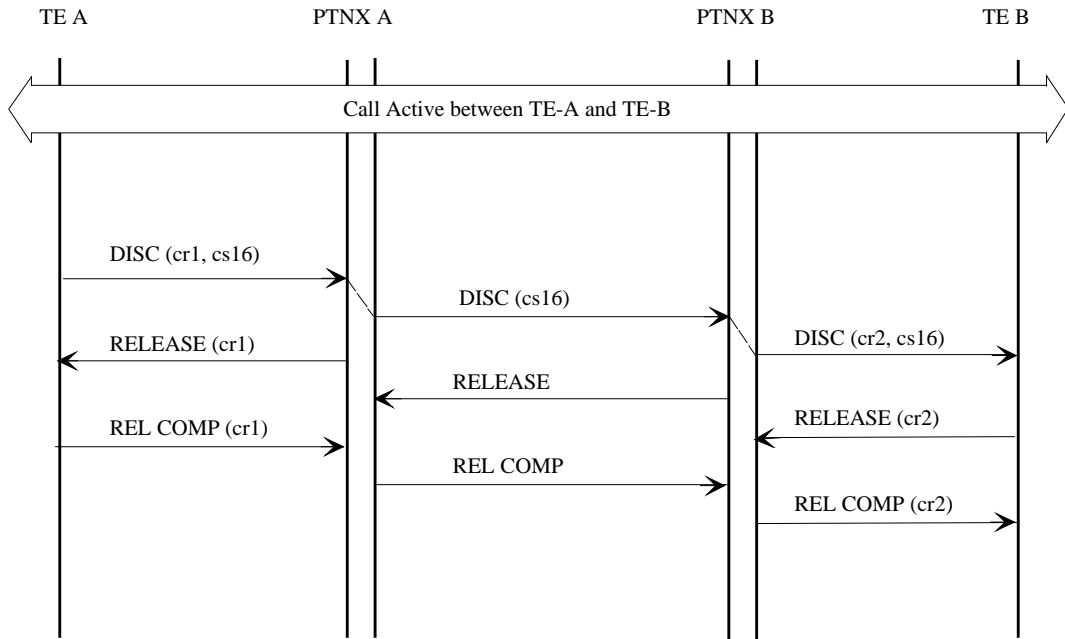 TE A
PTNX A
PTNX B
TE B
Call Active between TE-A and TE-B
DISC (cr1, cs16)
DISC (cs16)
DISC (cr2, cs16)
RELEASE (cr1)
RELEASE
RELEASE (cr2)
REL COMP (cr1)
REL COMP
REL COMP (cr2)